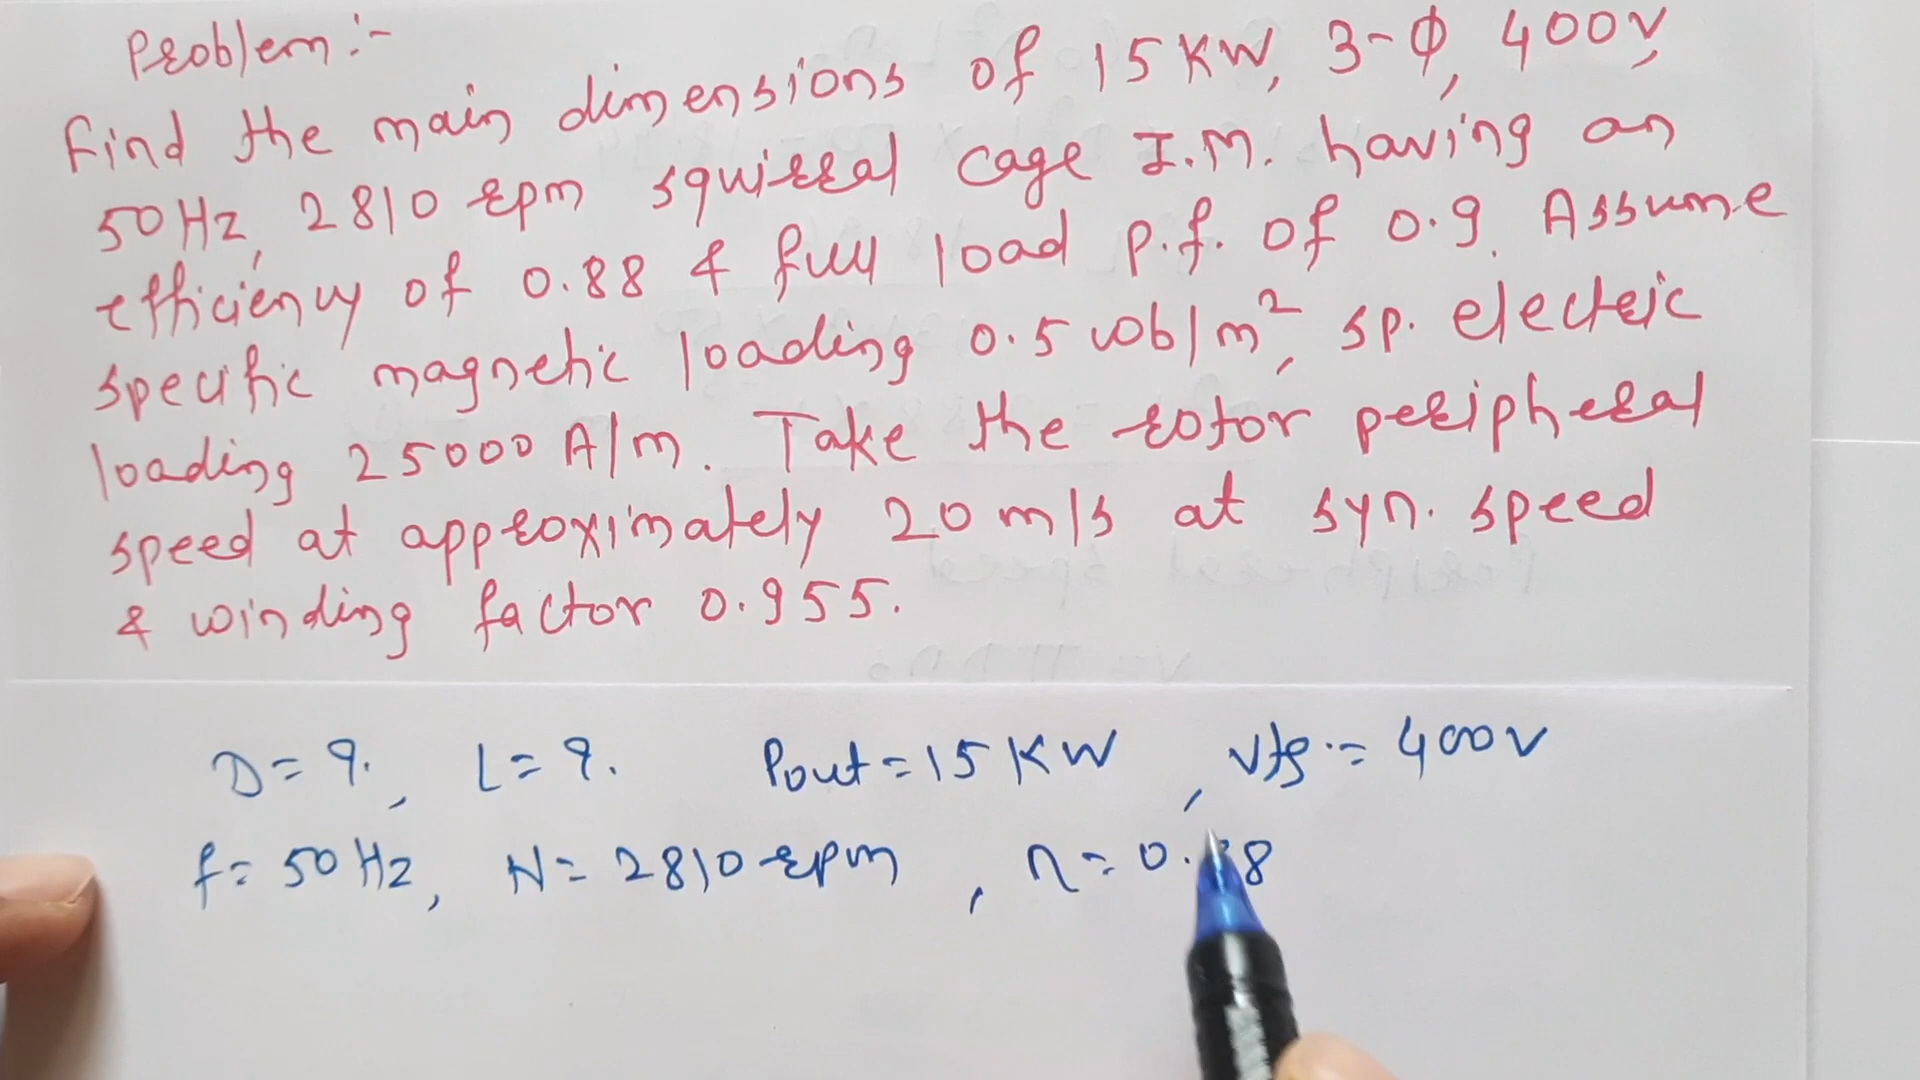 Problem :-
Find the main dimensions of 15 KW, 3-Φ, 400V,
50Hz, 2810 rpm squirrel cage I.M. having an
efficiency of 0.88 & full load p.f. of 0.9. Assume
specific magnetic loading 0.5 wb/m², sp. electric
loading 25000 A/m. Take the rotor peripheral
speed at approximately 20 m/s at syn. speed
& winding factor 0.955.
D = ?, L = ?. Pout = 15 KW, Vtg. = 400V
f = 50 Hz, N = 2810 rpm, η = 0.88